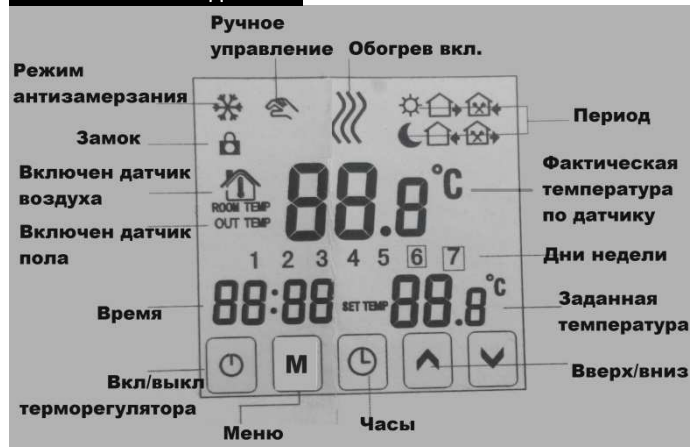 Ручное
управление Обогрев вкл.
Режим
антизамерзания
Замок
Период
Включен датчик
воздуха
ROOM TEMP
OUT TEMP
88.8°C
Фактическая
температура
по датчику
Включен датчик
пола
1 2 3 4 5 6 7
Дни недели
Время
88:88
SET TEMP
88.8°C
Заданная
температура
M
Вкл/выкл
терморегулятора
Вверх/вниз
Меню
Часы